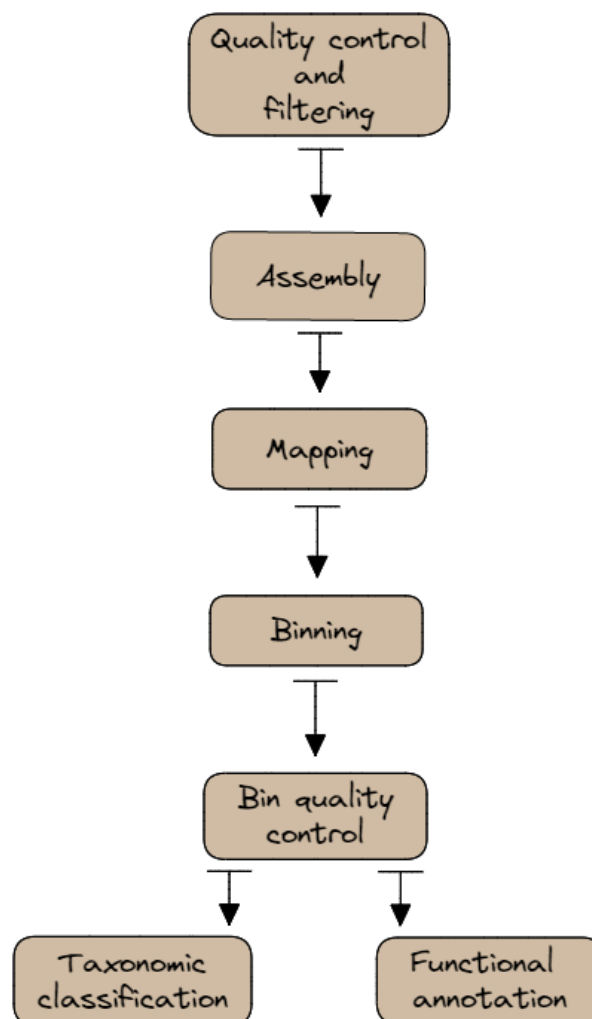 Quality control
and
filtering
Assembly
Mapping
Binning
Bin quality
control
Taxonomic
classification
Functional
annotation